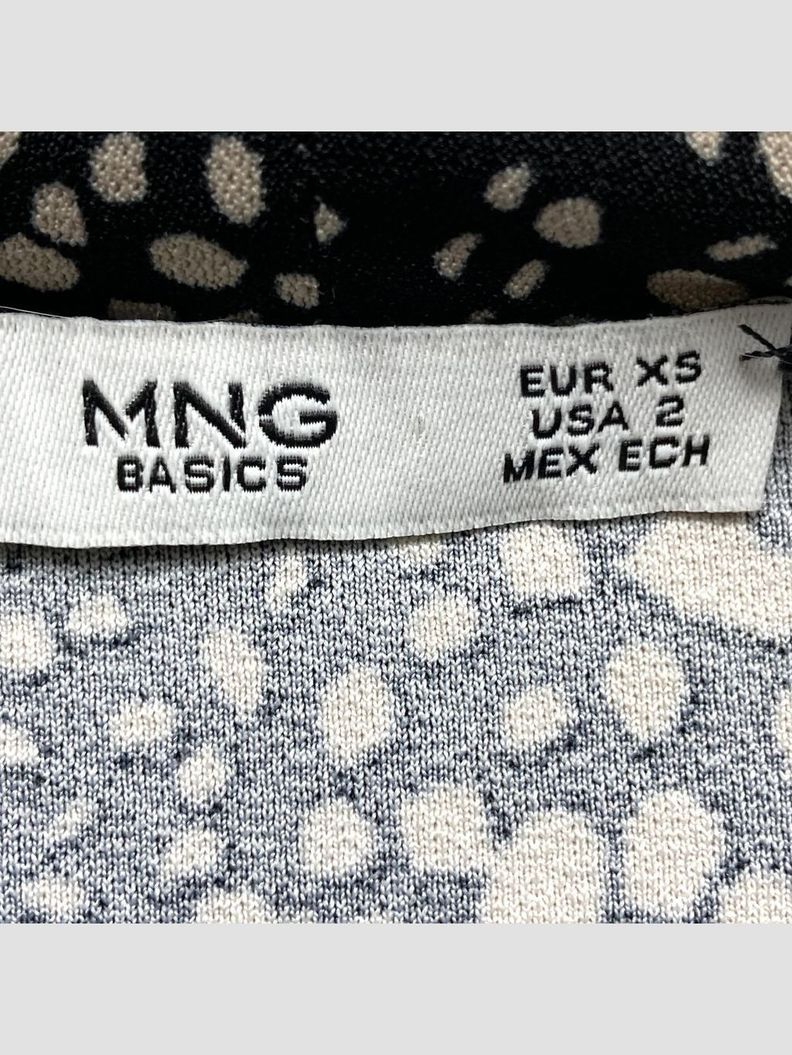 MNG
BASICS
EUR XS
USA 2
MEX ECH